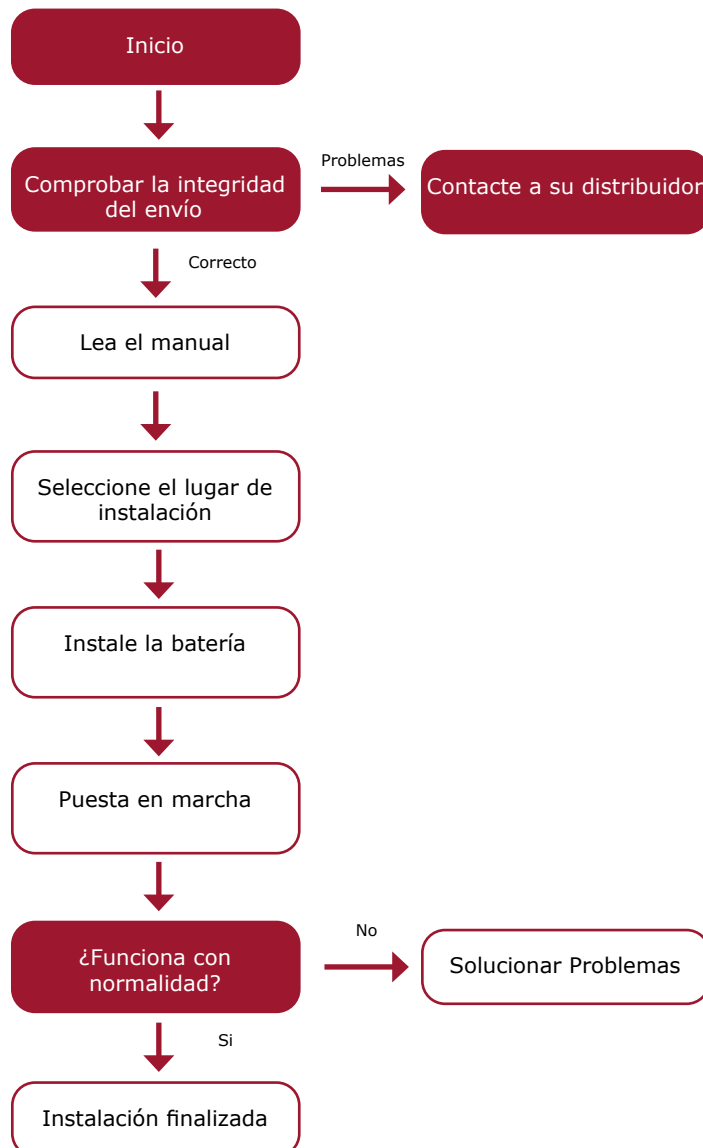 Inicio
Problemas
Comprobar la integridad
del envío
Contacte a su distribuidor
Correcto
Lea el manual
Seleccione el lugar de
instalación
Instale la batería
Puesta en marcha
¿Funciona con
normalidad?
No
Solucionar Problemas
Si
Instalación finalizada